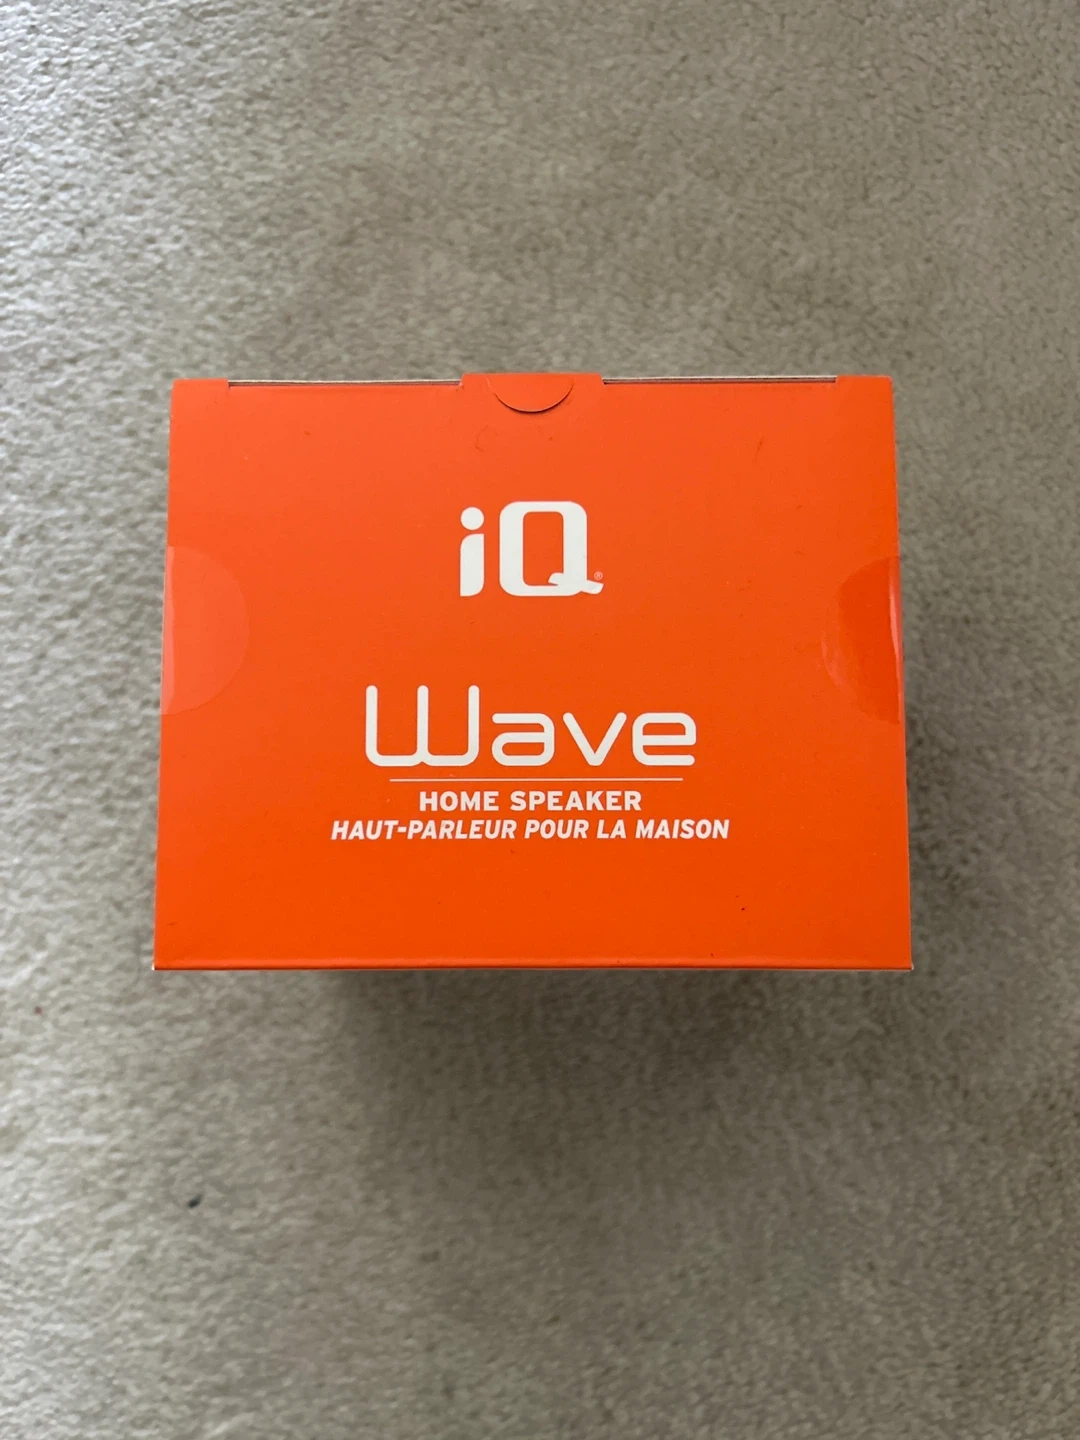 iQ®
Wave
HOME SPEAKER
HAUT-PARLEUR POUR LA MAISON